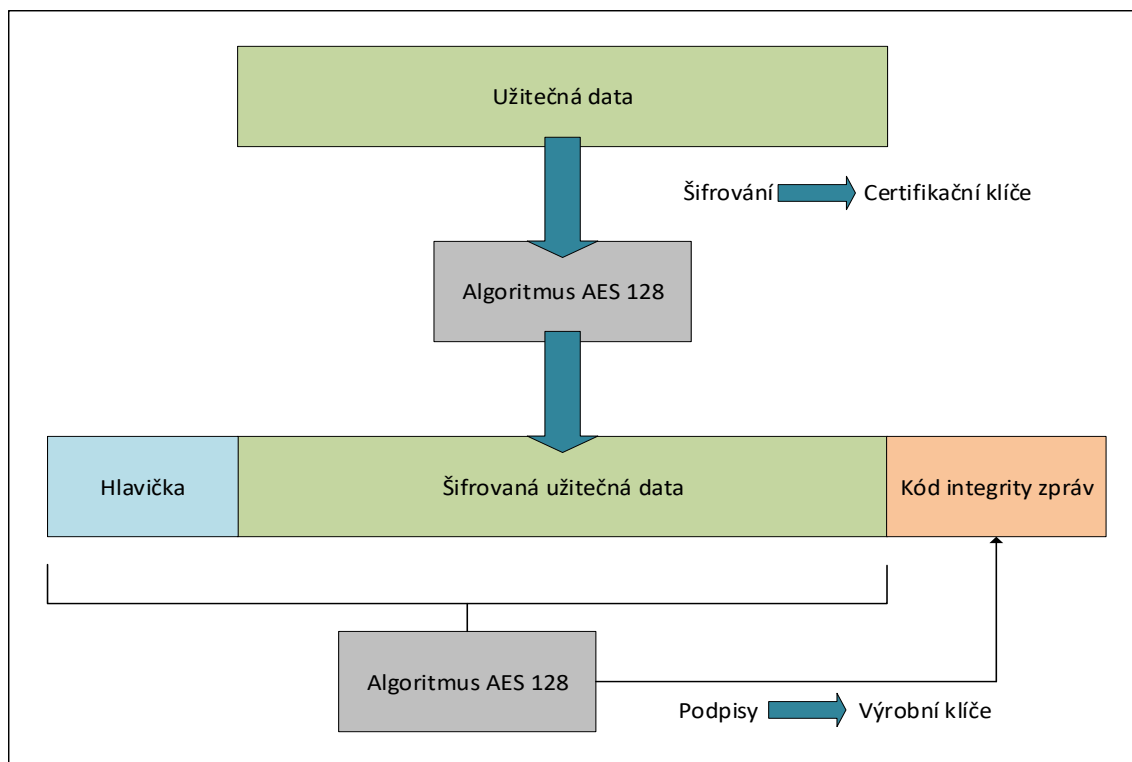 Užitečná data
Šifrování Certifikační klíče
Algoritmus AES 128
Hlavička Šifrovaná užitečná data Kód integrity zpráv
Algoritmus AES 128
Podpisy Výrobní klíče